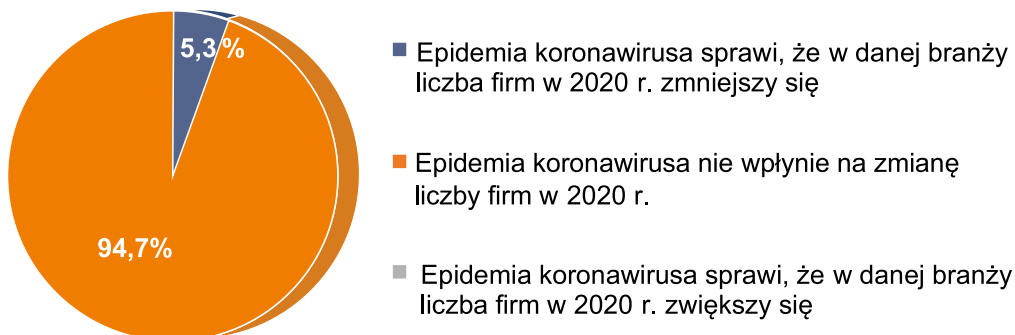 5,3 %
Epidemia koronawirusa sprawi, że w danej branży
liczba firm w 2020 r. zmniejszy się
Epidemia koronawirusa nie wpłynie na zmianę
liczby firm w 2020 r.
94,7%
Epidemia koronawirusa sprawi, że w danej branży
liczba firm w 2020 r. zwiększy się